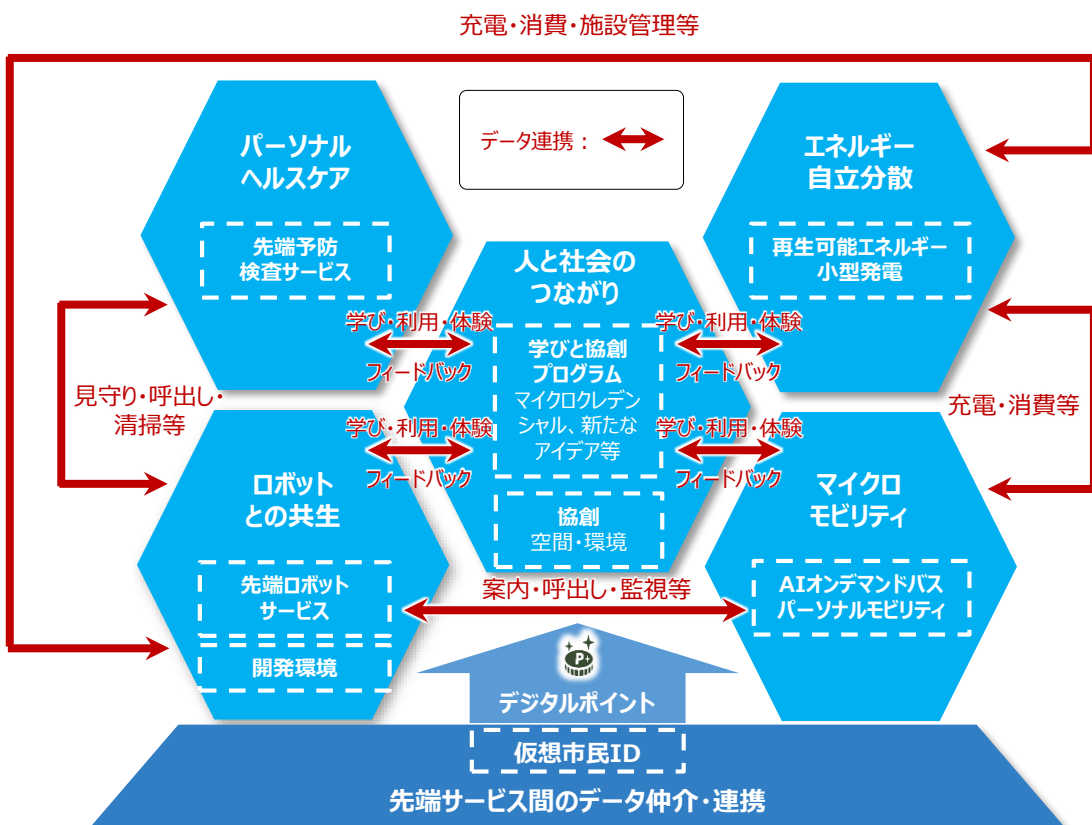 充電・消費・施設管理等
データ連携：
パーソナル
ヘルスケア
先端予防
検査サービス
エネルギー
自立分散
再生可能エネルギー
小型発電
人と社会の
つながり
学びと協創
プログラム
マイクロクレデン
シャル、新たな
アイデア等
協創
空間・環境
学び・利用・体験
フィードバック
学び・利用・体験
フィードバック
学び・利用・体験
フィードバック
学び・利用・体験
フィードバック
見守り・呼出し・
清掃等
充電・消費等
ロボット
との共生
先端ロボット
サービス
開発環境
マイクロ
モビリティ
AIオンデマンドバス
パーソナルモビリティ
案内・呼出し・監視等
P
デジタルポイント
仮想市民ID
先端サービス間のデータ仲介・連携